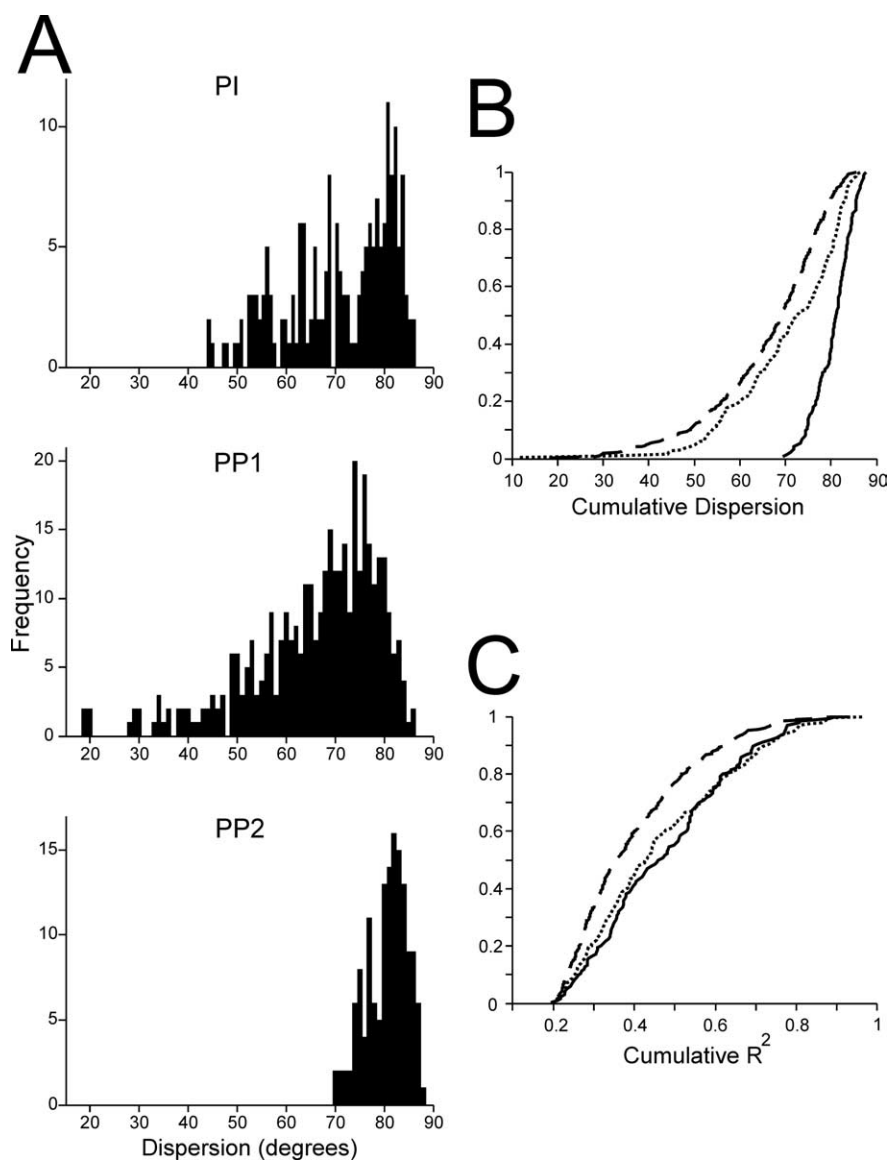 A
PI
10
5
0
20 30 40 50 60 70 80 90
PP1
20
15
10
5
0
Frequency
20 30 40 50 60 70 80 90
PP2
15
10
5
0
20 30 40 50 60 70 80 90
Dispersion (degrees)
B
1
0.8
0.6
0.4
0.2
0
10 20 30 40 50 60 70 80 90
Cumulative Dispersion
C
1
0.8
0.6
0.4
0.2
0
0.2 0.4 0.6 0.8 1
Cumulative R²